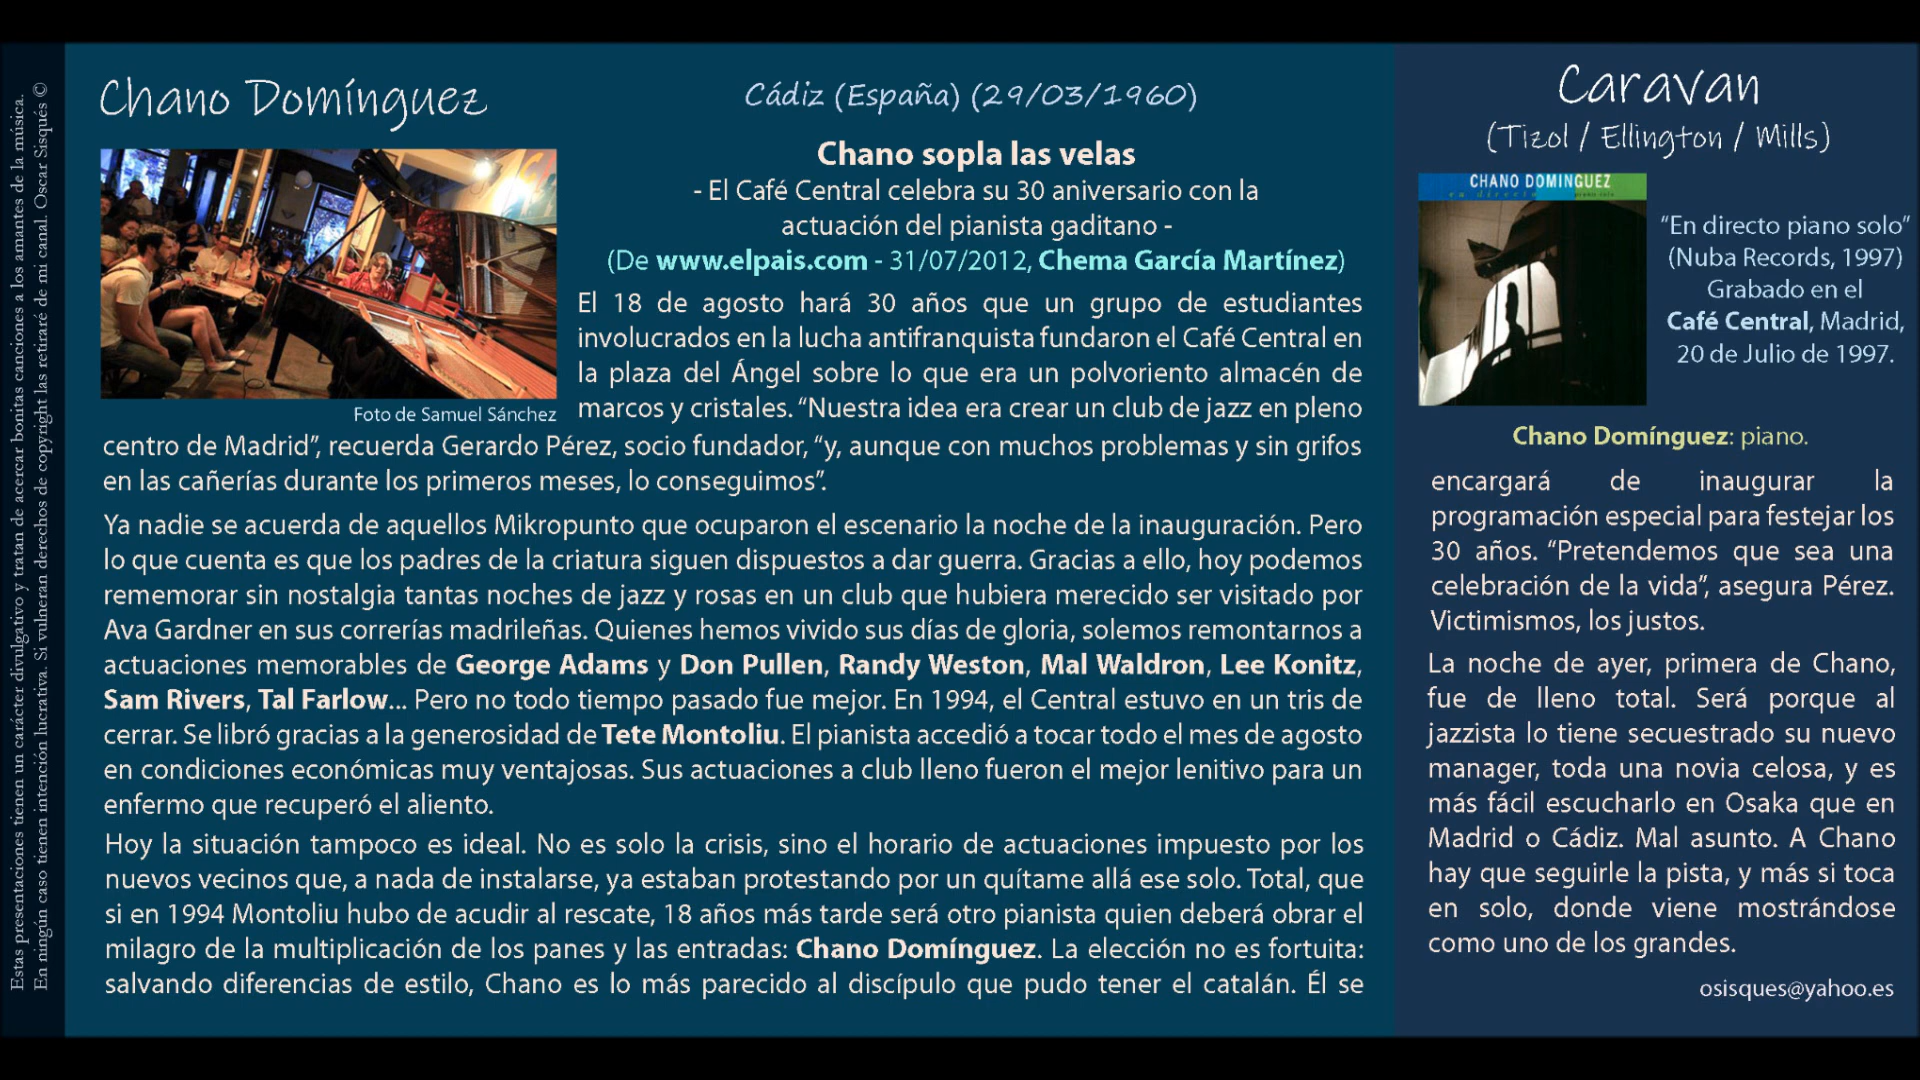 Estas presentaciones tienen un carácter divulgativo y tratan de acercar bonitas canciones a los amantes de la música.
En ningún caso tienen intención lucrativa. Si vulneran derechos de copyright las retiraré de mi canal. Oscar Sisqués ©
Chano Domínguez
Cádiz (España) (29/03/1960)
Chano sopla las velas
- El Café Central celebra su 30 aniversario con la
actuación del pianista gaditano -
(De www.elpais.com - 31/07/2012, Chema García Martínez)
El 18 de agosto hará 30 años que un grupo de estudiantes
involucrados en la lucha antifranquista fundaron el Café Central en
la plaza del Ángel sobre lo que era un polvoriento almacén de
marcos y cristales. “Nuestra idea era crear un club de jazz en pleno
Foto de Samuel Sánchez
centro de Madrid”, recuerda Gerardo Pérez, socio fundador, “y, aunque con muchos problemas y sin grifos
en las cañerías durante los primeros meses, lo conseguimos”.
Ya nadie se acuerda de aquellos Mikropunto que ocuparon el escenario la noche de la inauguración. Pero
lo que cuenta es que los padres de la criatura siguen dispuestos a dar guerra. Gracias a ello, hoy podemos
rememorar sin nostalgia tantas noches de jazz y rosas en un club que hubiera merecido ser visitado por
Ava Gardner en sus correrías madrileñas. Quienes hemos vivido sus días de gloria, solemos remontarnos a
actuaciones memorables de George Adams y Don Pullen, Randy Weston, Mal Waldron, Lee Konitz,
Sam Rivers, Tal Farlow... Pero no todo tiempo pasado fue mejor. En 1994, el Central estuvo en un tris de
cerrar. Se libró gracias a la generosidad de Tete Montoliu. El pianista accedió a tocar todo el mes de agosto
en condiciones económicas muy ventajosas. Sus actuaciones a club lleno fueron el mejor lenitivo para un
enfermo que recuperó el aliento.
Hoy la situación tampoco es ideal. No es solo la crisis, sino el horario de actuaciones impuesto por los
nuevos vecinos que, a nada de instalarse, ya estaban protestando por un quítame allá ese solo. Total, que
si en 1994 Montoliu hubo de acudir al rescate, 18 años más tarde será otro pianista quien deberá obrar el
milagro de la multiplicación de los panes y las entradas: Chano Domínguez. La elección no es fortuita:
salvando diferencias de estilo, Chano es lo más parecido al discípulo que pudo tener el catalán. Él se
Caravan
(Tizol / Ellington / Mills)
CHANO DOMINGUEZ
en directo piano solo
“En directo piano solo”
(Nuba Records, 1997)
Grabado en el
Café Central, Madrid,
20 de Julio de 1997.
Chano Domínguez: piano.
encargará de inaugurar la
programación especial para festejar los
30 años. “Pretendemos que sea una
celebración de la vida”, asegura Pérez.
Victimismos, los justos.
La noche de ayer, primera de Chano,
fue de lleno total. Será porque al
jazzista lo tiene secuestrado su nuevo
manager, toda una novia celosa, y es
más fácil escucharlo en Osaka que en
Madrid o Cádiz. Mal asunto. A Chano
hay que seguirle la pista, y más si toca
en solo, donde viene mostrándose
como uno de los grandes.
osisques@yahoo.es